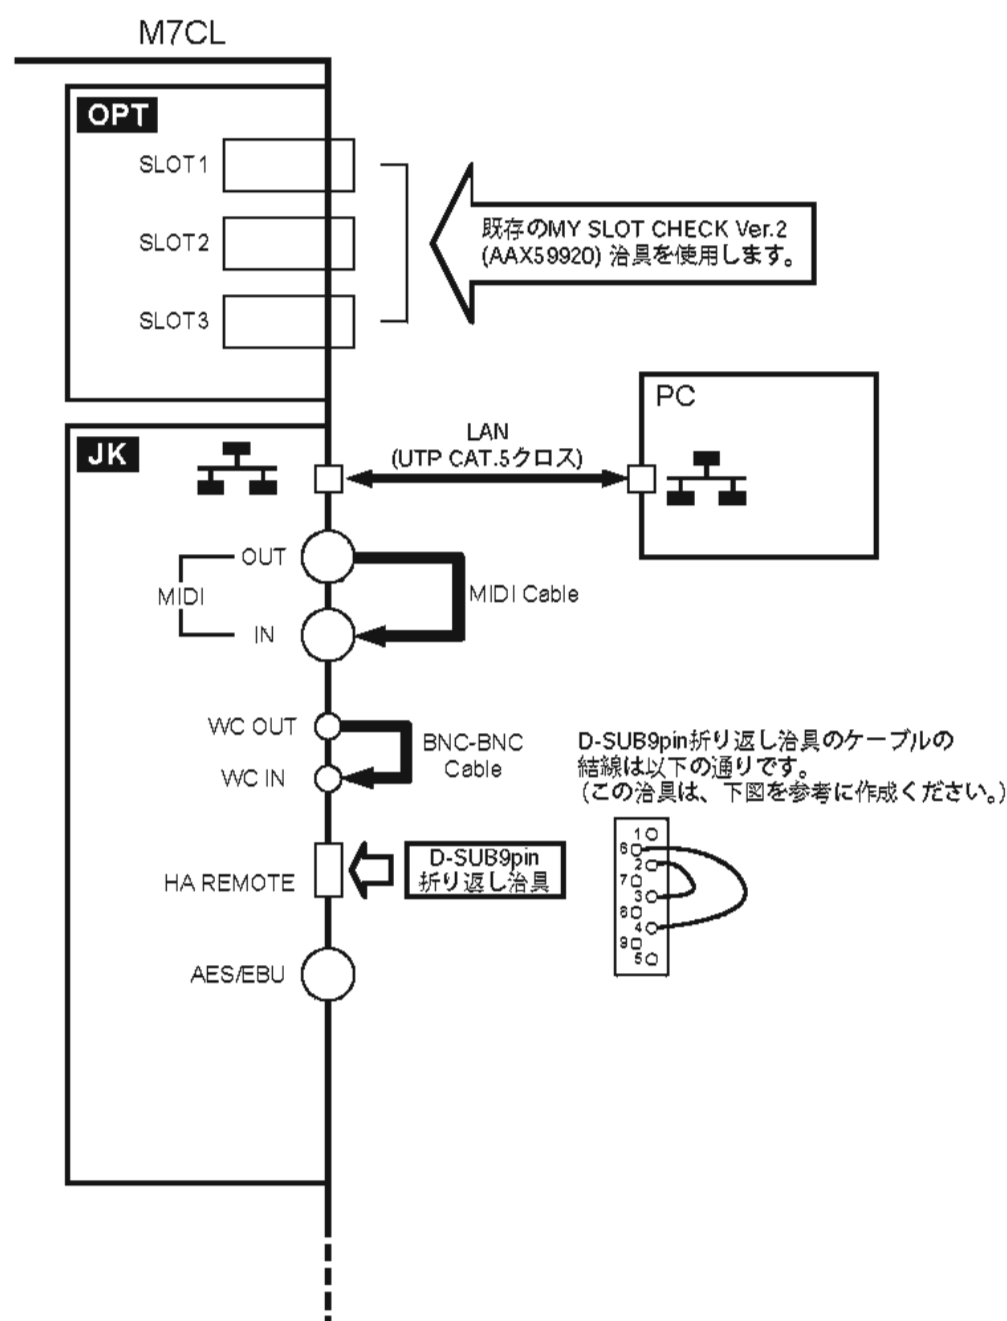 M7CL
OPT
SLOT1
SLOT2
SLOT3
既存のMY SLOT CHECK Ver.2
(AAX59920) 治具を使用します。
PC
JK
LAN
(UTP CAT.5クロス)
OUT
MIDI
IN
MIDI Cable
WC OUT
WC IN
BNC-BNC
Cable
D-SUB9pin折り返し治具のケーブルの
結線は以下の通りです。
(この治具は、下図を参考に作成ください。)
HA REMOTE
D-SUB9pin
折り返し治具
1
6
2
7
3
8
4
9
5
AES/EBU